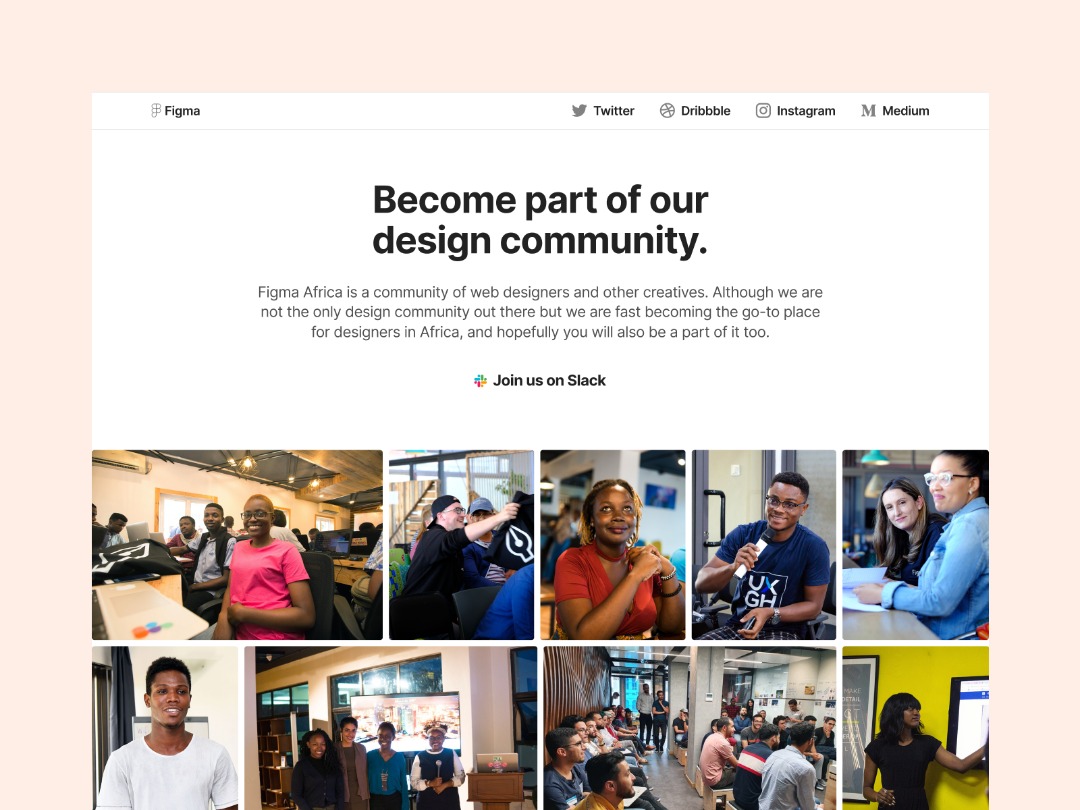 Figma
Twitter
Dribbble
Instagram
Medium
Become part of our
design community.
Figma Africa is a community of web designers and other creatives. Although we are
not the only design community out there but we are fast becoming the go-to place
for designers in Africa, and hopefully you will also be a part of it too.
Join us on Slack
UX
GH
MAKE
DETAIL